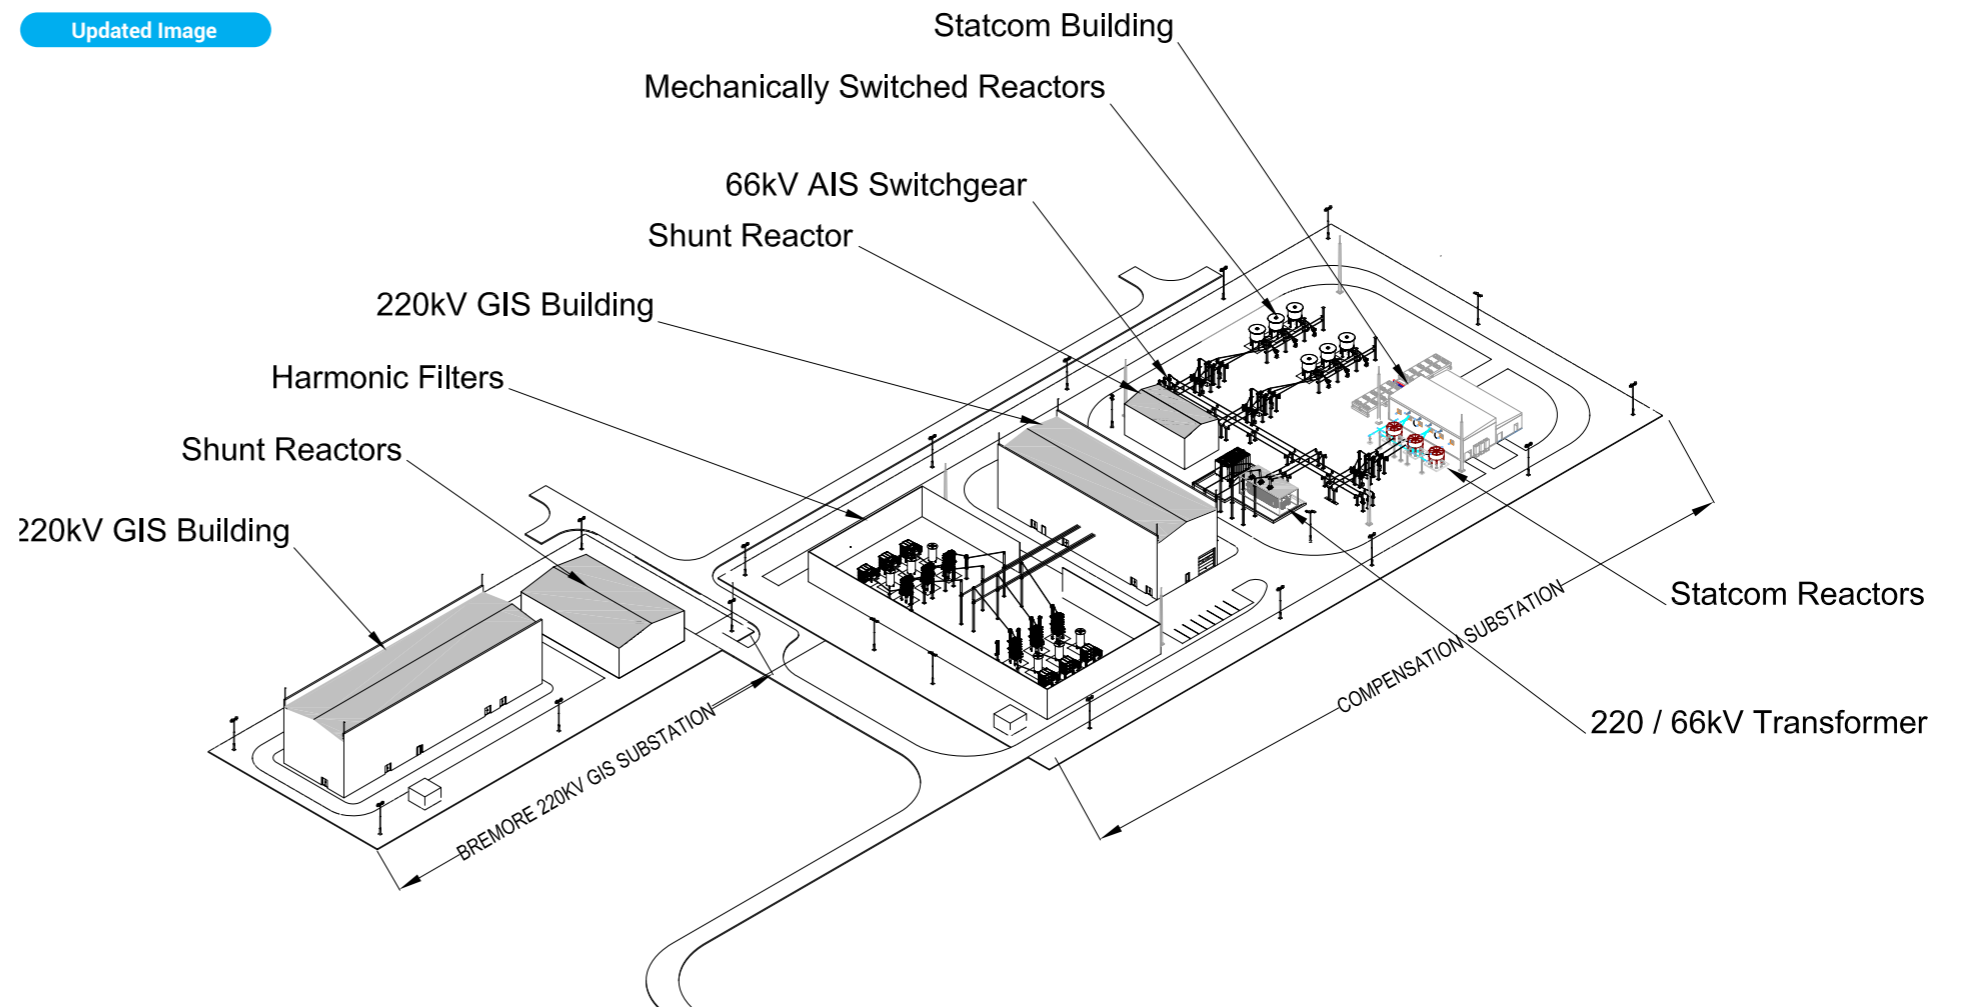 Updated Image
Statcom Building
Mechanically Switched Reactors
66kV AIS Switchgear
Shunt Reactor
220kV GIS Building
Harmonic Filters
Shunt Reactors
220kV GIS Building
Statcom Reactors
COMPENSATION SUBSTATION
220 / 66kV Transformer
BREMORE 220KV GIS SUBSTATION